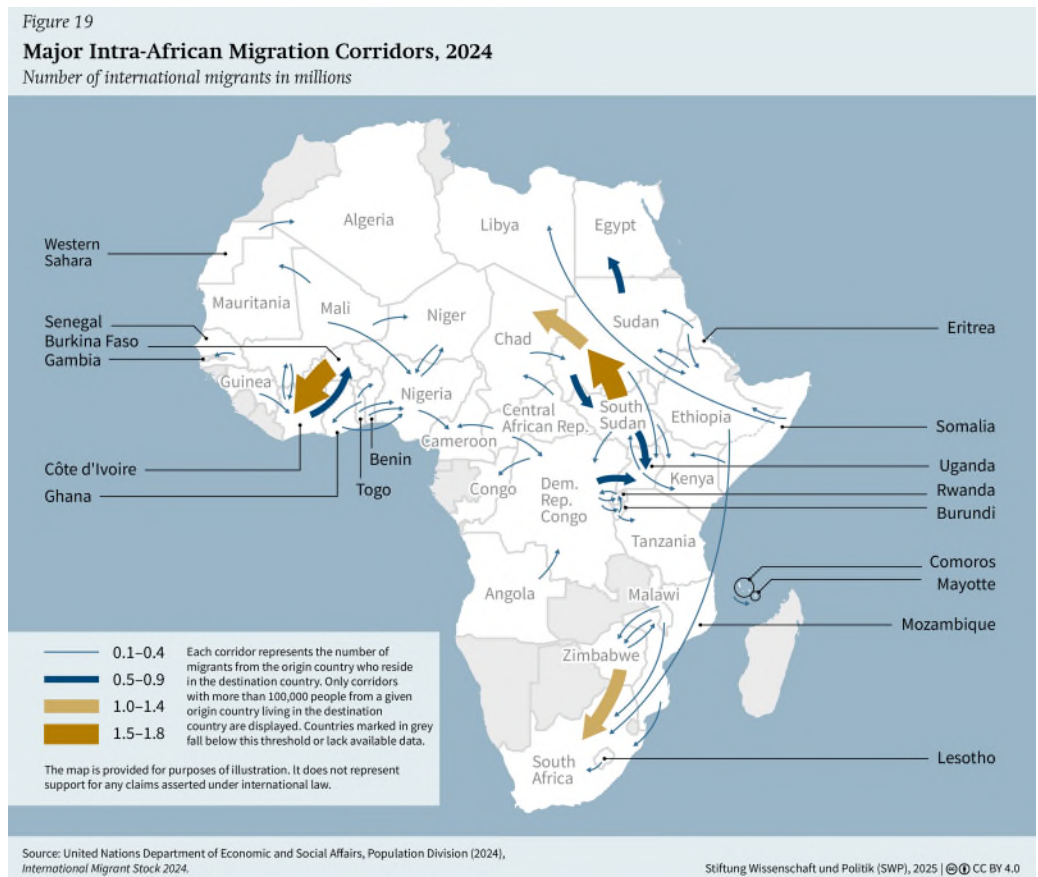 Figure 19
Major Intra-African Migration Corridors, 2024
Number of international migrants in millions
Algeria
Libya
Egypt
Western
Sahara
Mauritania
Mali
Niger
Chad
Sudan
Senegal
Burkina Faso
Gambia
Eritrea
Guinea
Nigeria
Central
African Rep.
South
Sudan
Ethiopia
Somalia
Cameroon
Benin
Togo
Côte d'Ivoire
Ghana
Congo
Dem.
Rep.
Congo
Kenya
Uganda
Rwanda
Burundi
Tanzania
Comoros
Mayotte
Angola
Malawi
Mozambique
Zimbabwe
South
Africa
Lesotho
0.1–0.4
0.5–0.9
1.0–1.4
1.5–1.8
Each corridor represents the number of
migrants from the origin country who reside
in the destination country. Only corridors
with more than 100,000 people from a given
origin country living in the destination
country are displayed. Countries marked in grey
fall below this threshold or lack available data.
The map is provided for purposes of illustration. It does not represent
support for any claims asserted under international law.
Source: United Nations Department of Economic and Social Affairs, Population Division (2024),
International Migrant Stock 2024.
Stiftung Wissenschaft und Politik (SWP), 2025 | CC BY 4.0